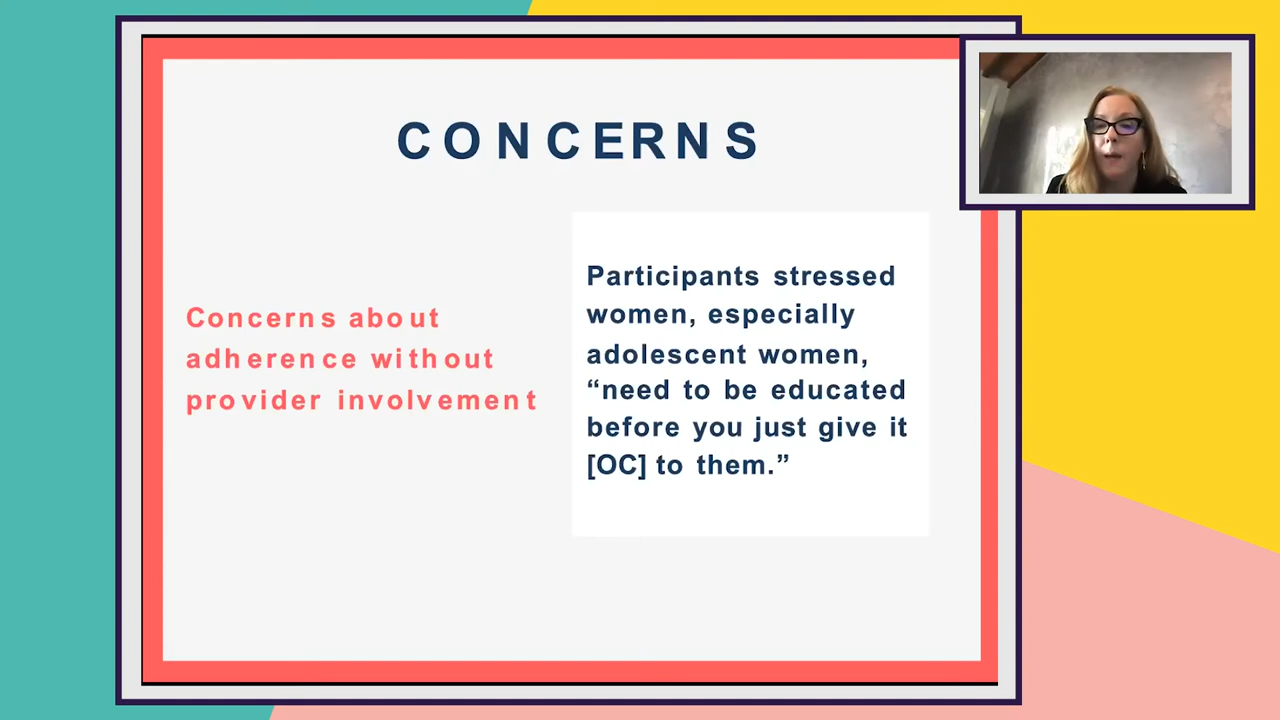 CONCERNS
Concerns about
adherence without
provider involvement
Participants stressed
women, especially
adolescent women,
“need to be educated
before you just give it
[OC] to them.”